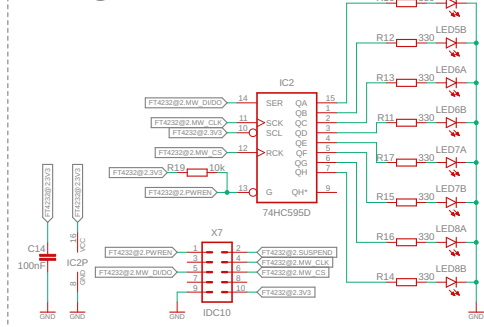 330
LED5B
R12 330
LED6A
R13 330
LED6B
R11 330
LED7A
R17 330
LED7B
R15 330
LED8A
R16 330
LED8B
R14 330
IC2
FT4232@2.MW_DI/DO 14 SER QA 15
QB 1
FT4232@2.MW_CLK 11 SCK QC 2
FT4232@2.3V3 10 SCL QD 3
QE 4
FT4232@2.MW_CS 12 RCK QF 5
QG 6
FT4232@2.3V3 R19 10k QH 7
FT4232@2.PWREN 13 G QH* 9
74HC595D
FT4232@2.3V3
FT4232@2.3V3
C14
100nF
16 VCC
IC2P
8 GND
GND
GND
X7
FT4232@2.PWREN 1 2 FT4232@2.SUSPEND
3 4 FT4232@2.MW_CLK
FT4232@2.MW_DI/DO 5 6 FT4232@2.MW_CS
7 8
9 10 FT4232@2.3V3
IDC10
GND
GND